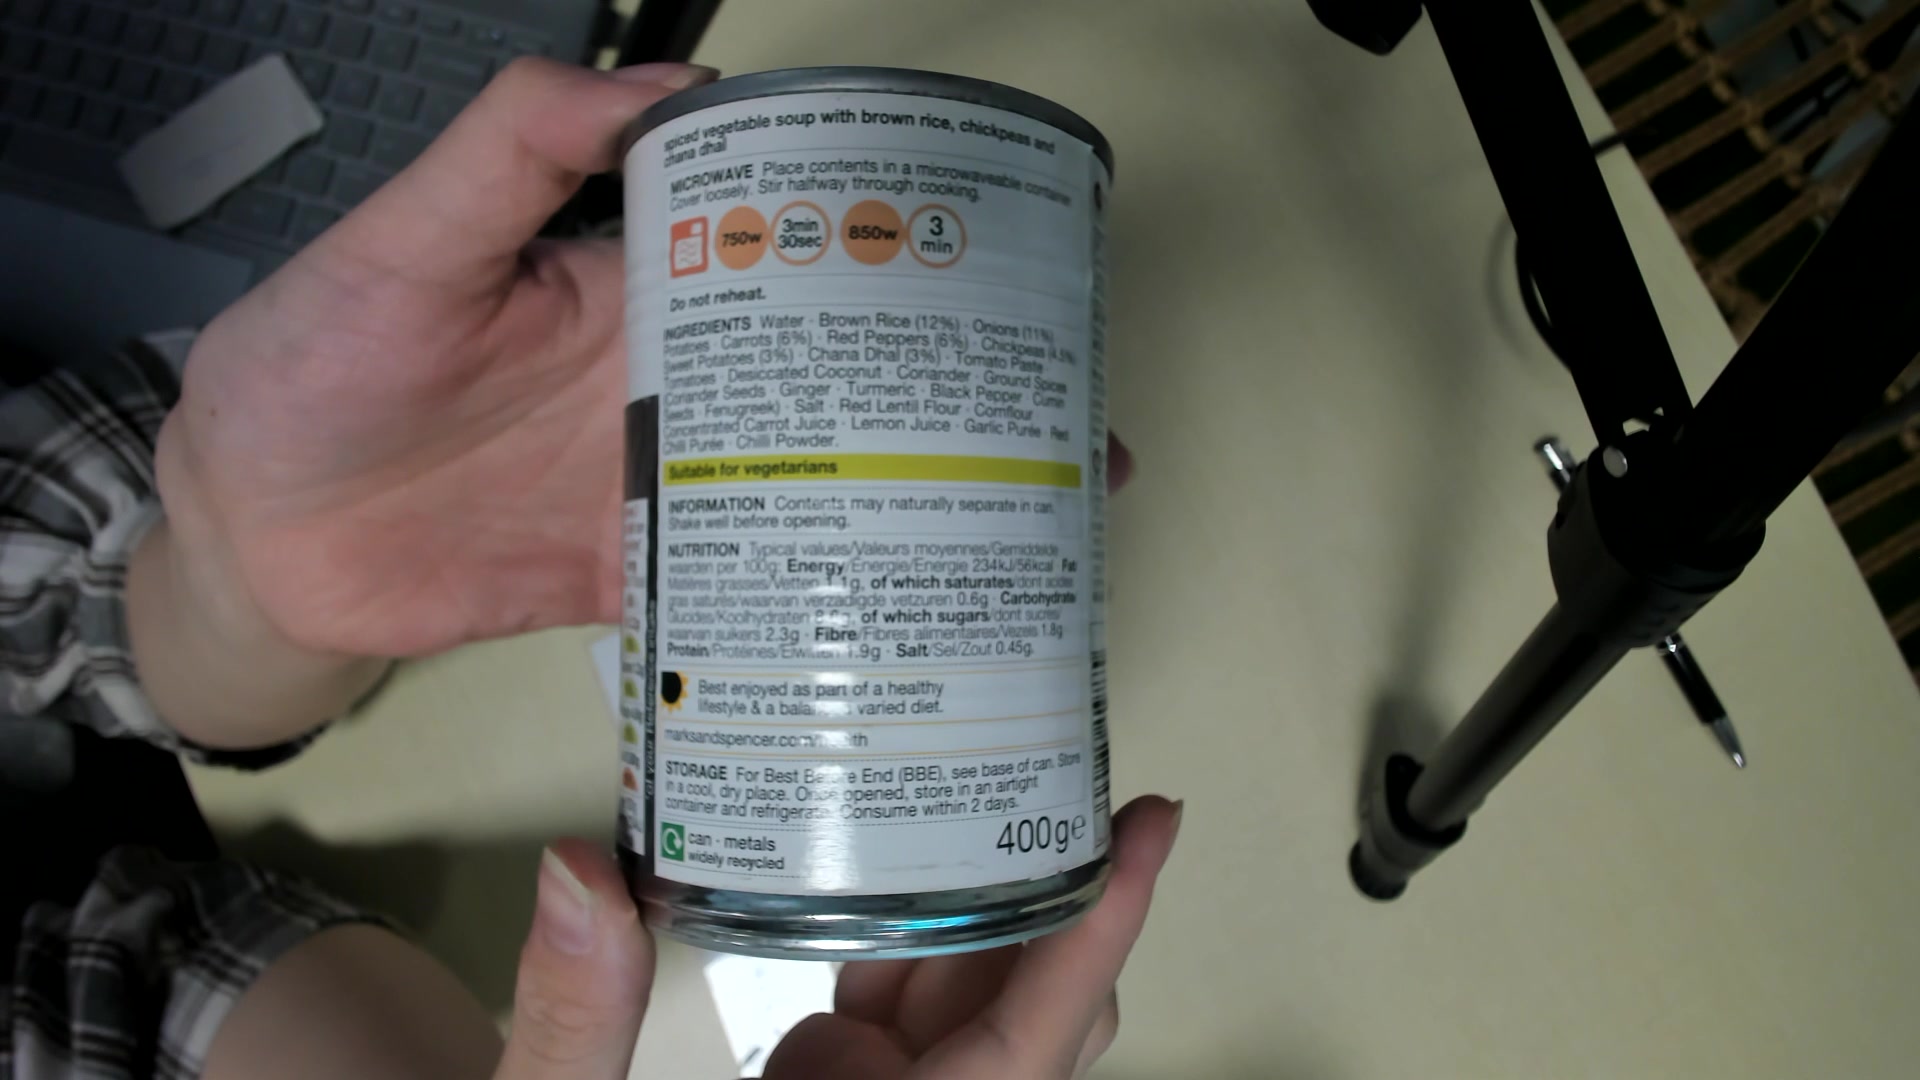 spiced vegetable soup with brown rice, chickpeas and
chana dhal
MICROWAVE Place contents in a microwaveable container.
Cover loosely. Stir halfway through cooking.
750w 3min 30sec 850w 3 min
Do not reheat.
INGREDIENTS Water · Brown Rice (12%) · Onions (11%)
Potatoes · Carrots (6%) · Red Peppers (6%) · Chickpeas (4.5%)
Sweet Potatoes (3%) · Chana Dhal (3%) · Tomato Paste
Tomatoes · Desiccated Coconut · Coriander · Ground Spices
Coriander Seeds · Ginger · Turmeric · Black Pepper · Cumin
Seeds · Fenugreek) · Salt · Red Lentil Flour · Cornflour
Concentrated Carrot Juice · Lemon Juice · Garlic Purée · Red
Chilli Purée · Chilli Powder.
Suitable for vegetarians
INFORMATION Contents may naturally separate in can.
Shake well before opening.
NUTRITION Typical values/Valeurs moyennes/Gemiddelde
waarden per 100g: Energy/Énergie/Energie 234kJ/56kcal · Fat
Matières grasses/Vetten 1.1g, of which saturates/dont acides
gras saturés/waarvan verzadigde vetzuren 0.6g · Carbohydrate
Glucides/Koolhydraten of which sugars/dont sucres/
waarvan suikers 2.3g · Fibre/Fibres alimentaires/Vezels 1.8g
Protein/Protéines/Eiwitten 1.9g · Salt/Sel/Zout 0.45g.
Best enjoyed as part of a healthy
lifestyle & a balanced varied diet.
marksandspencer.com/health
STORAGE For Best Before End (BBE), see base of can. Store
in a cool, dry place. Once opened, store in an airtight
container and refrigerate. Consume within 2 days.
can - metals
widely recycled
400g℮